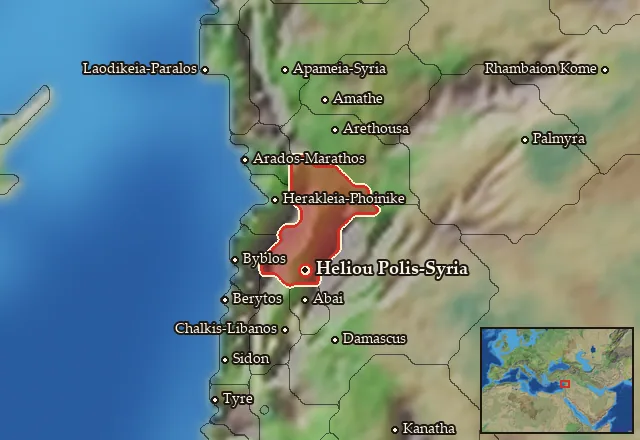 Laodikeia-Paralos
Apameia-Syria
Rhambaion Kome
Amathe
Arethousa
Palmyra
Arados-Marathos
Herakleia-Phoinike
Byblos
Heliou Polis-Syria
Berytos
Abai
Chalkis-Libanos
Damascus
Sidon
Tyre
Kanatha